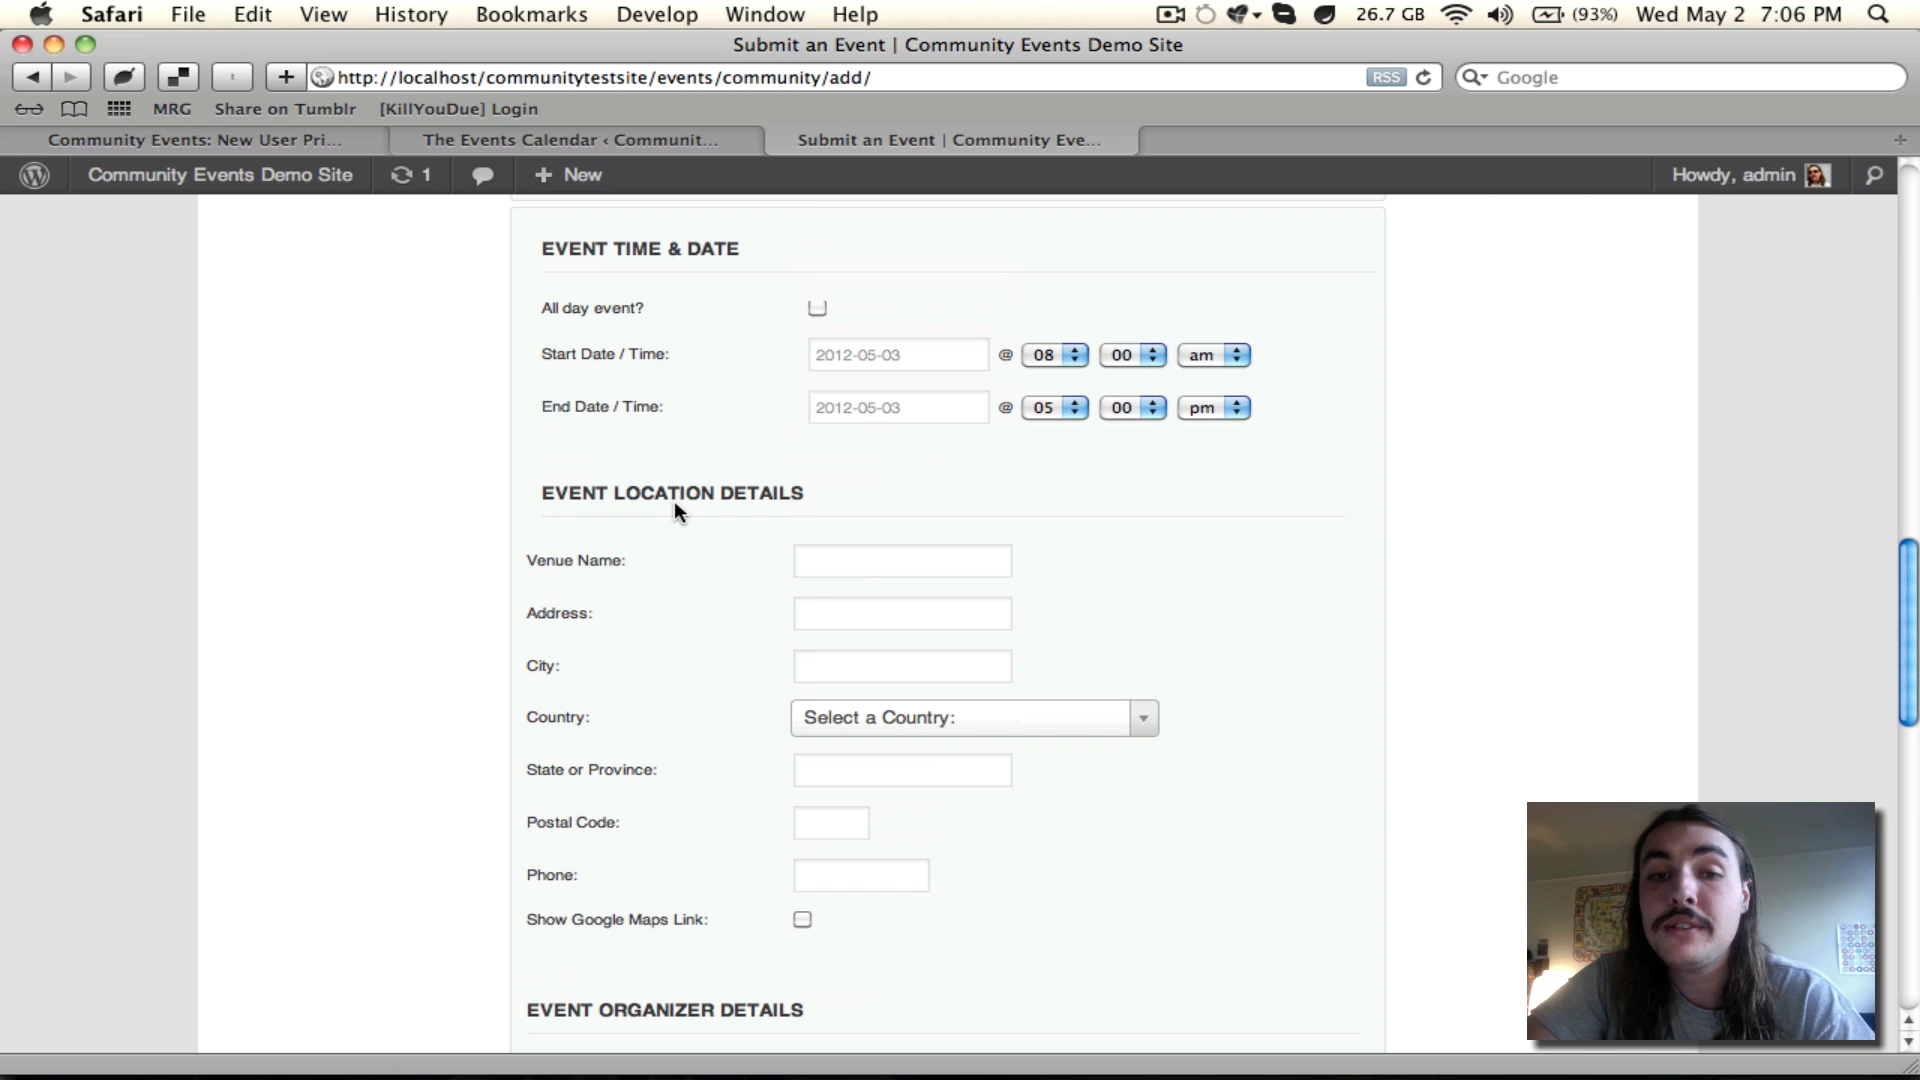 Safari File Edit View History Bookmarks Develop Window Help 26.7 GB (93%) Wed May 2 7:06 PM
Submit an Event | Community Events Demo Site
http://localhost/communitytestsite/events/community/add/ RSS Google
MRG Share on Tumblr [KillYouDue] Login
Community Events: New User Pri... The Events Calendar ‹ Communit... Submit an Event | Community Eve...
Community Events Demo Site 1 New Howdy, admin
EVENT TIME & DATE
All day event?
Start Date / Time: 2012-05-03 @ 08 00 am
End Date / Time: 2012-05-03 @ 05 00 pm
EVENT LOCATION DETAILS
Venue Name:
Address:
City:
Country: Select a Country:
State or Province:
Postal Code:
Phone:
Show Google Maps Link:
EVENT ORGANIZER DETAILS